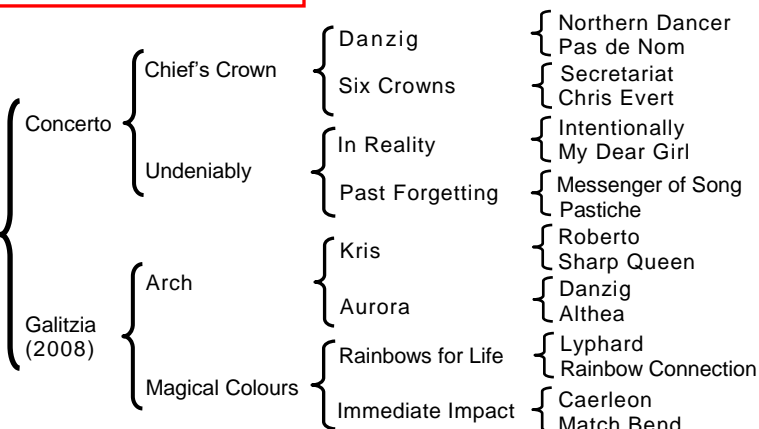 Northern Dancer
Danzig
Pas de Nom
Chief's Crown
Secretariat
Six Crowns
Chris Evert
Concerto
Intentionally
In Reality
My Dear Girl
Undeniably
Messenger of Song
Past Forgetting
Pastiche
Roberto
Kris
Sharp Queen
Arch
Danzig
Aurora
Althea
Galitzia
(2008)
Lyphard
Rainbows for Life
Rainbow Connection
Magical Colours
Caerleon
Immediate Impact
Match Bend